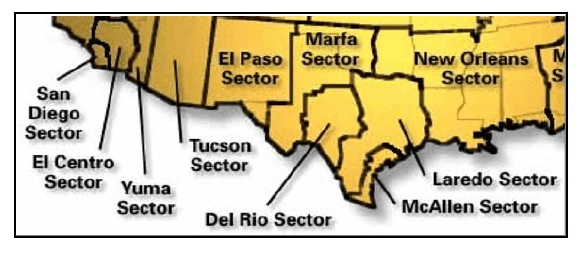 El Paso
Sector
Marfa
Sector
New Orleans
Sector
M
S
San
Diego
Sector
El Centro
Sector
Yuma
Sector
Tucson
Sector
Del Rio Sector
Laredo Sector
McAllen Sector